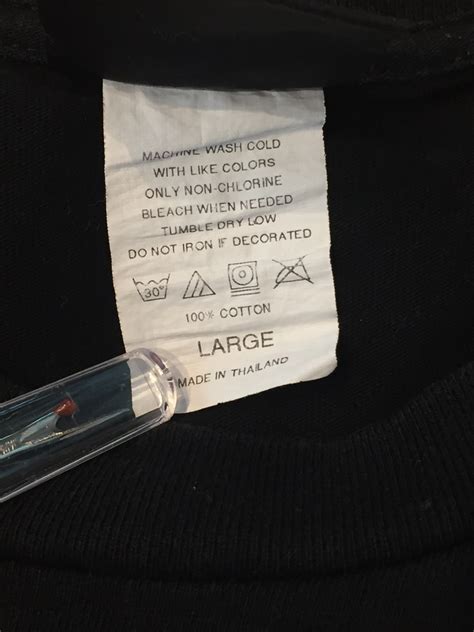 MACHINE WASH COLD
WITH LIKE COLORS
ONLY NON-CHLORINE
BLEACH WHEN NEEDED
TUMBLE DRY LOW
DO NOT IRON IF DECORATED
30°
100% COTTON
LARGE
MADE IN THAILAND